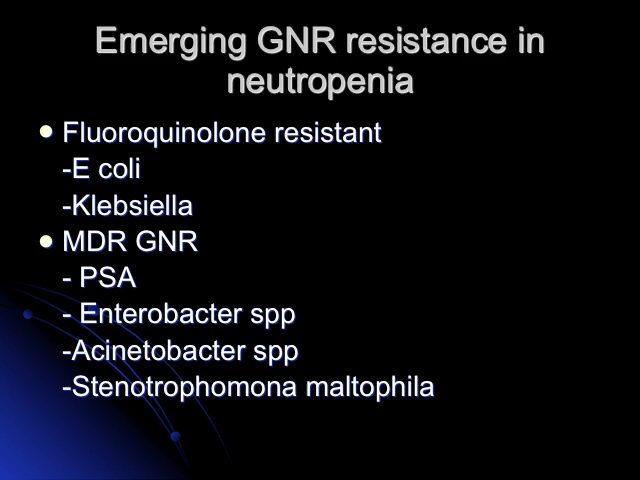 Emerging GNR resistance in
neutropenia
Fluoroquinolone resistant
-E coli
-Klebsiella
MDR GNR
- PSA
- Enterobacter spp
-Acinetobacter spp
-Stenotrophomona maltophila